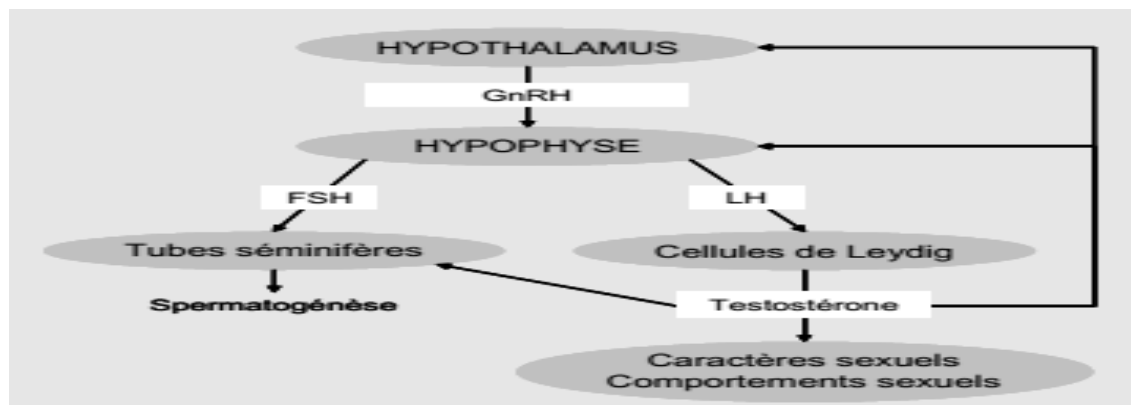 HYPOTHALAMUS
GnRH
HYPOPHYSE
FSH
LH
Tubes séminifères
Cellules de Leydig
Spermatogénèse
Testostérone
Caractères sexuels
Comportements sexuels